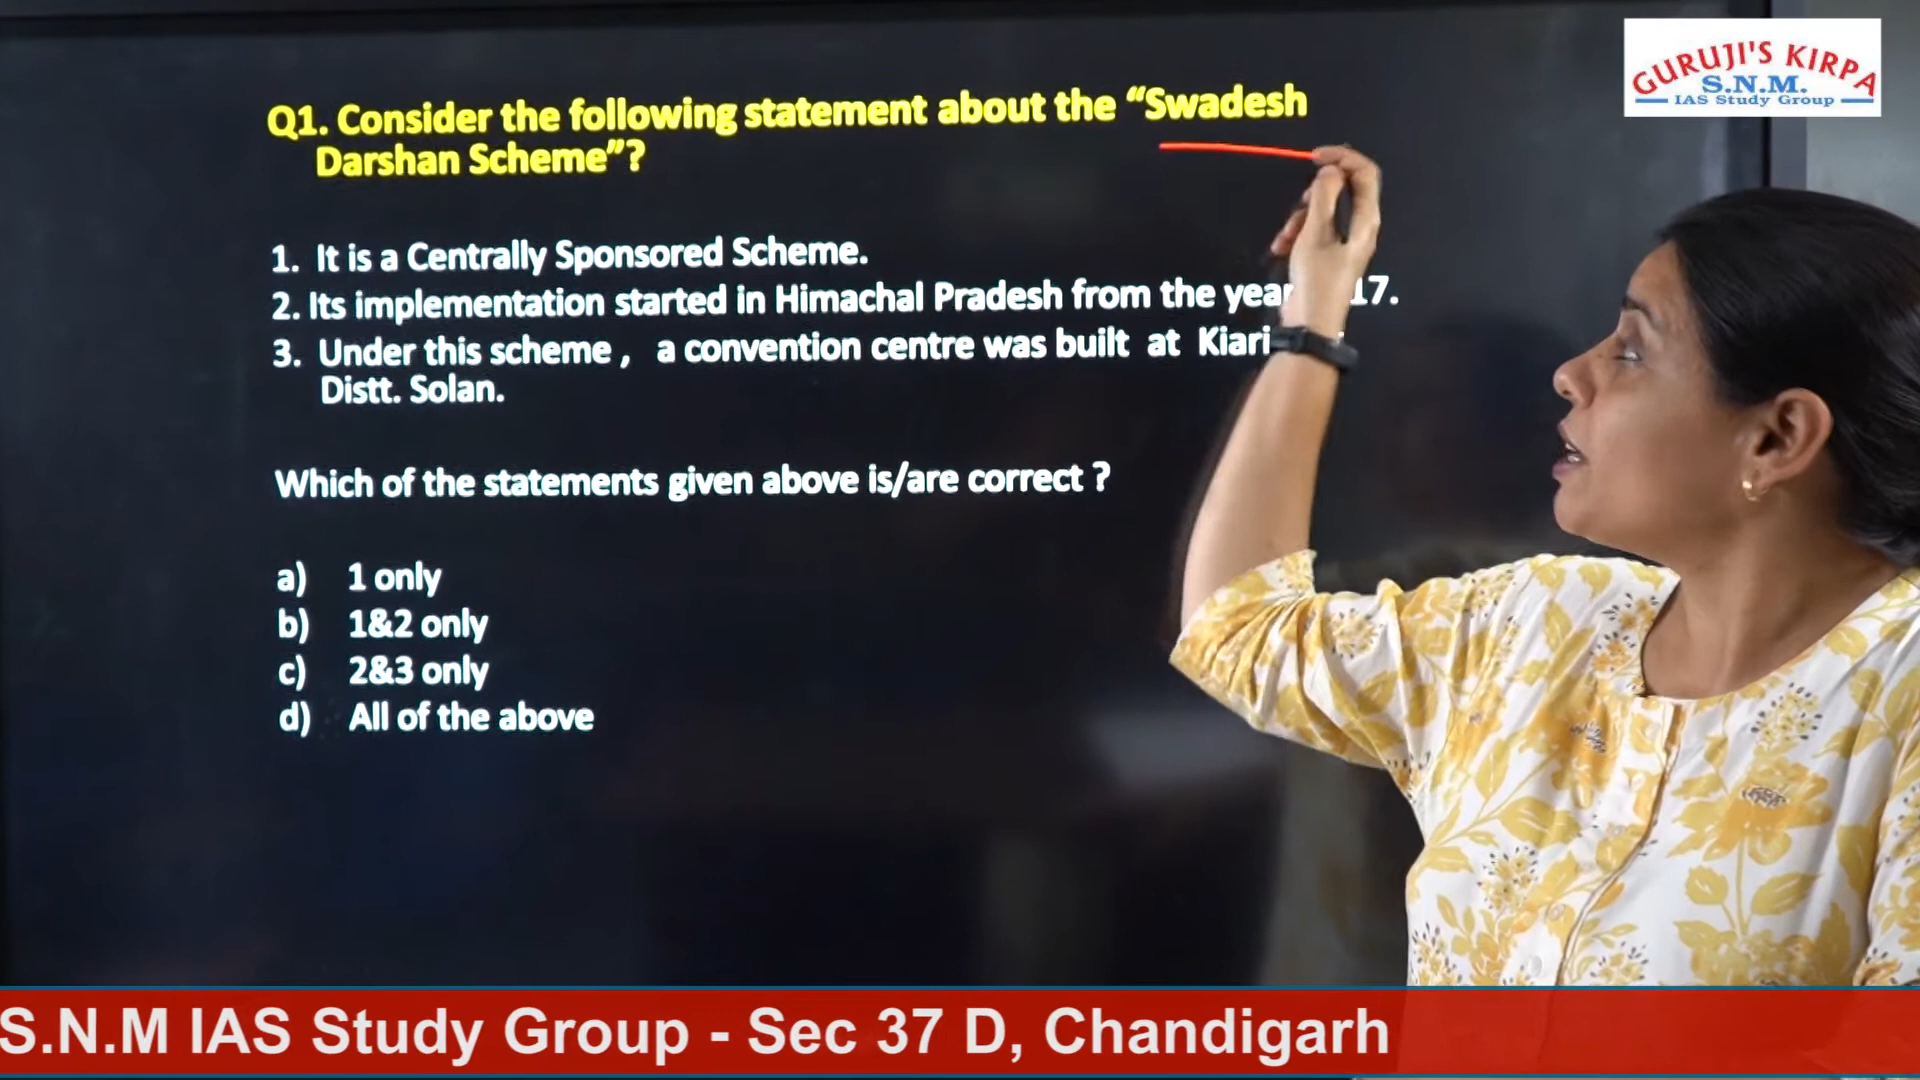 GURUJI'S KIRPA
S.N.M.
IAS Study Group
Q1. Consider the following statement about the “Swadesh
Darshan Scheme”?
1. It is a Centrally Sponsored Scheme.
2. Its implementation started in Himachal Pradesh from the year 17.
3. Under this scheme , a convention centre was built at Kiari
Distt. Solan.
Which of the statements given above is/are correct ?
a) 1 only
b) 1&2 only
c) 2&3 only
d) All of the above
S.N.M IAS Study Group - Sec 37 D, Chandigarh